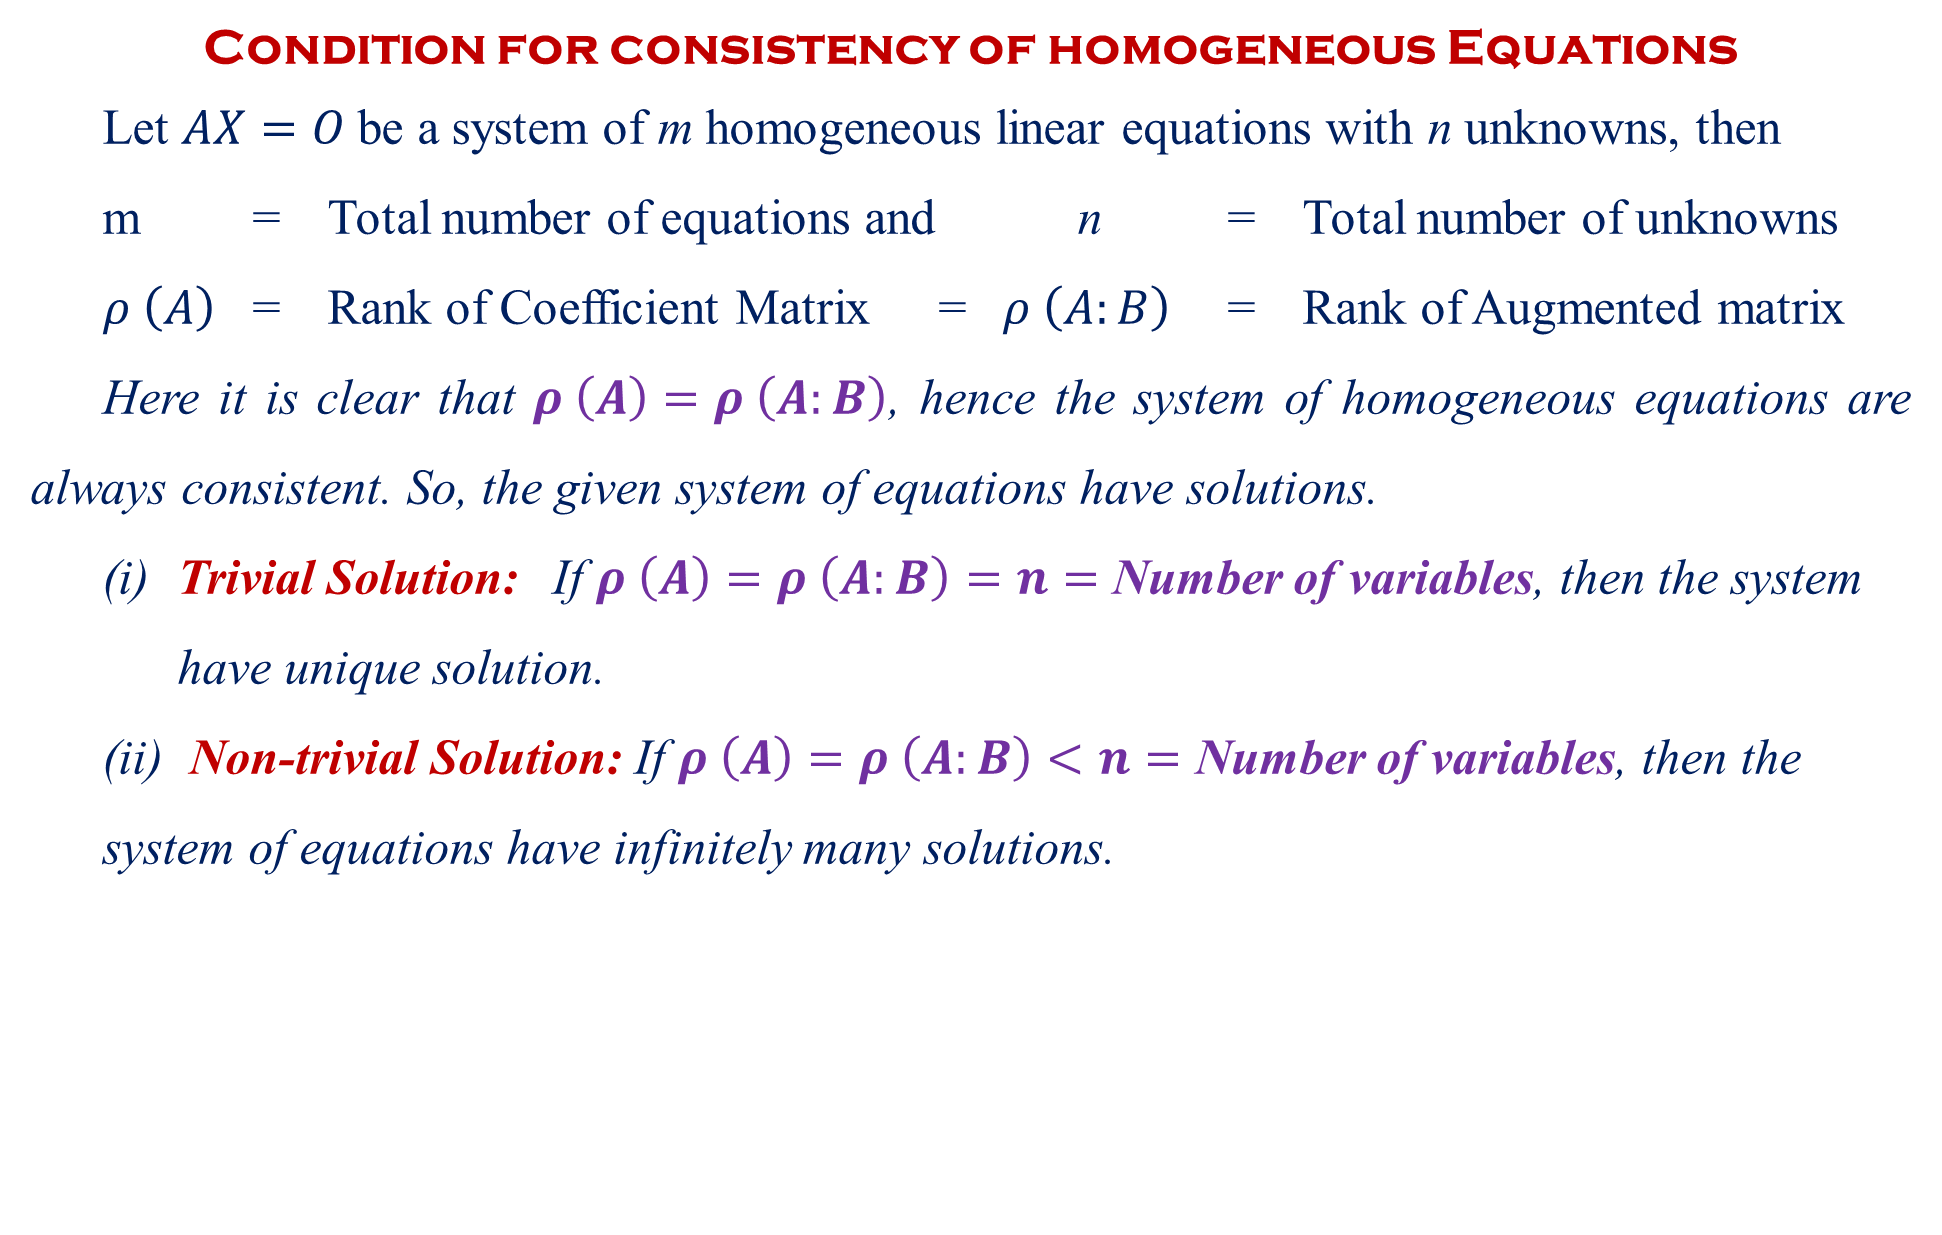 CONDITION FOR CONSISTENCY OF HOMOGENEOUS EQUATIONS
Let AX = O be a system of m homogeneous linear equations with n unknowns, then
m = Total number of equations and n = Total number of unknowns
ρ (A) = Rank of Coefficient Matrix = ρ (A: B) = Rank of Augmented matrix
Here it is clear that ρ (A) = ρ (A: B), hence the system of homogeneous equations are
always consistent. So, the given system of equations have solutions.
(i) Trivial Solution: If ρ (A) = ρ (A: B) = n = Number of variables, then the system
have unique solution.
(ii) Non-trivial Solution: If ρ (A) = ρ (A: B) < n = Number of variables, then the
system of equations have infinitely many solutions.